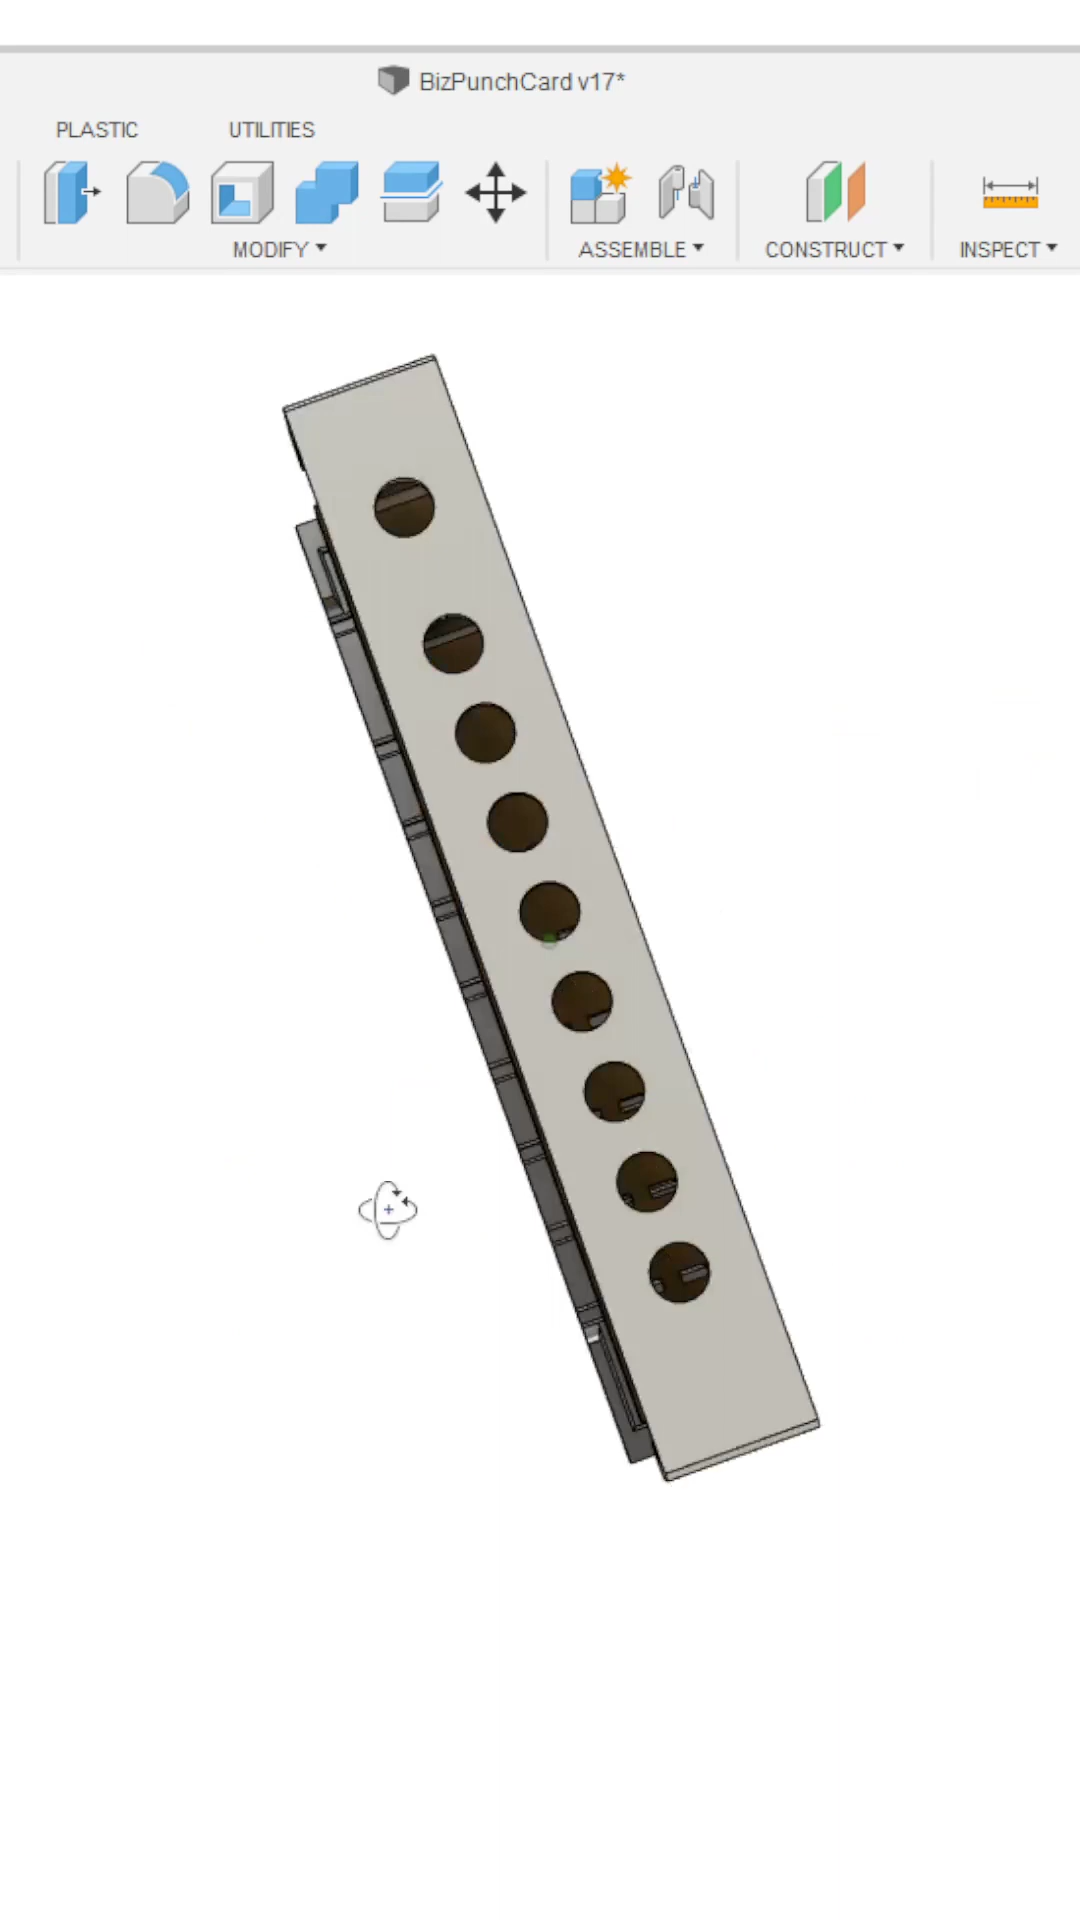 BizPunchCard v17*
PLASTIC UTILITIES
MODIFY ASSEMBLE CONSTRUCT INSPECT